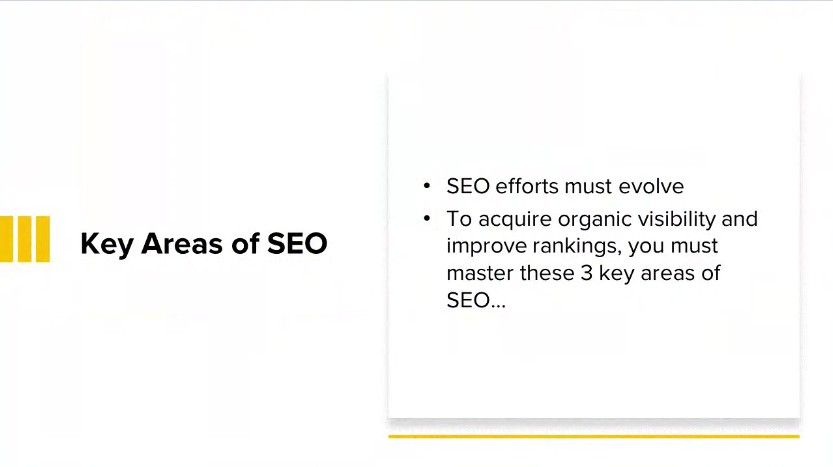 Key Areas of SEO
• SEO efforts must evolve
• To acquire organic visibility and
improve rankings, you must
master these 3 key areas of
SEO...